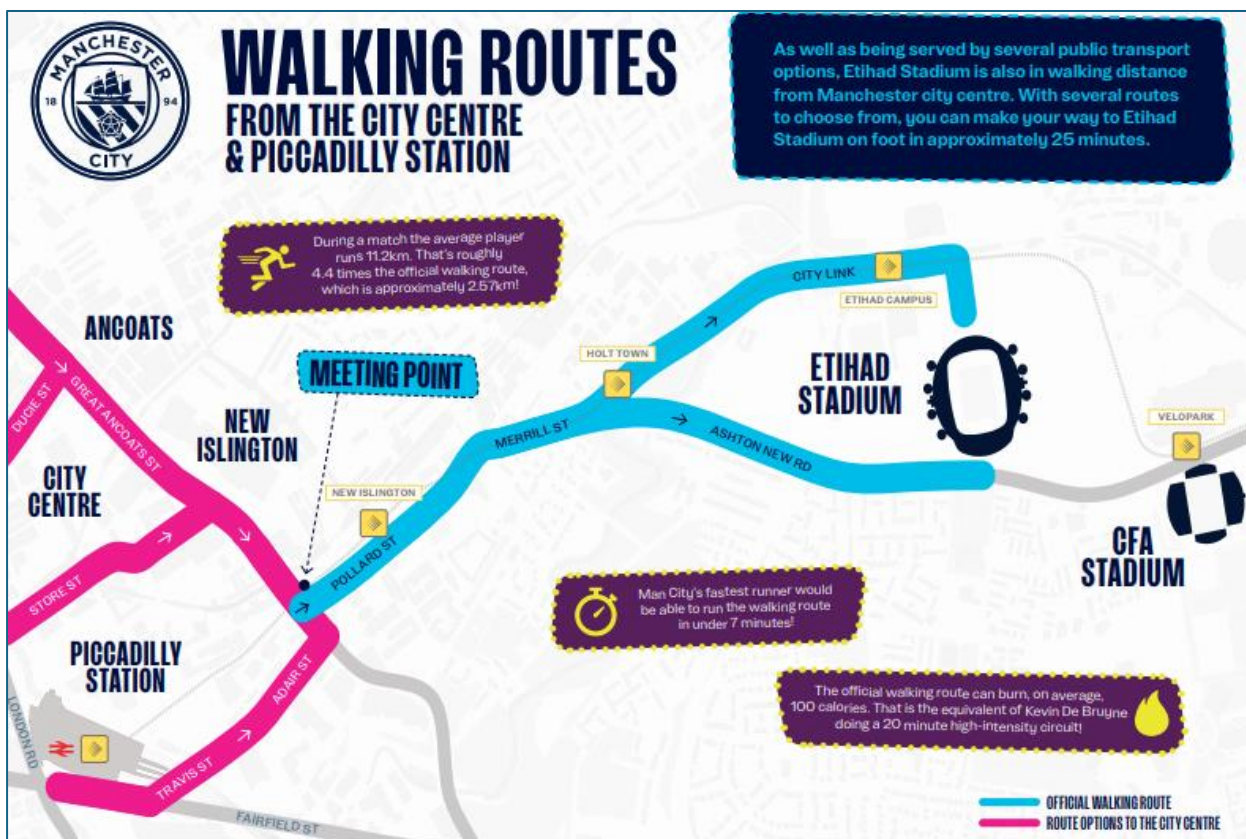 MANCHESTER
18 94
CITY
WALKING ROUTES
FROM THE CITY CENTRE
& PICCADILLY STATION
As well as being served by several public transport
options, Etihad Stadium is also in walking distance
from Manchester city centre. With several routes
to choose from, you can make your way to Etihad
Stadium on foot in approximately 25 minutes.
During a match the average player
runs 11.2km. That's roughly
4.4 times the official walking route,
which is approximately 2.57km!
CITY LINK
ETIHAD CAMPUS
ANCOATS
MEETING POINT
HOLT TOWN
ETIHAD
STADIUM
DUCIE ST
GREAT ANCOATS ST
NEW
ISLINGTON
MERRILL ST
ASHTON NEW RD
VELOPARK
CITY
CENTRE
NEW ISLINGTON
POLLARD ST
CFA
STADIUM
STORE ST
Man City's fastest runner would
be able to run the walking route
in under 7 minutes!
PICCADILLY
STATION
ADAIR ST
LONDON RD
TRAVIS ST
FAIRFIELD ST
The official walking route can burn, on average,
100 calories. That is the equivalent of Kevin De Bruyne
doing a 20 minute high-intensity circuit!
OFFICIAL WALKING ROUTE
ROUTE OPTIONS TO THE CITY CENTRE